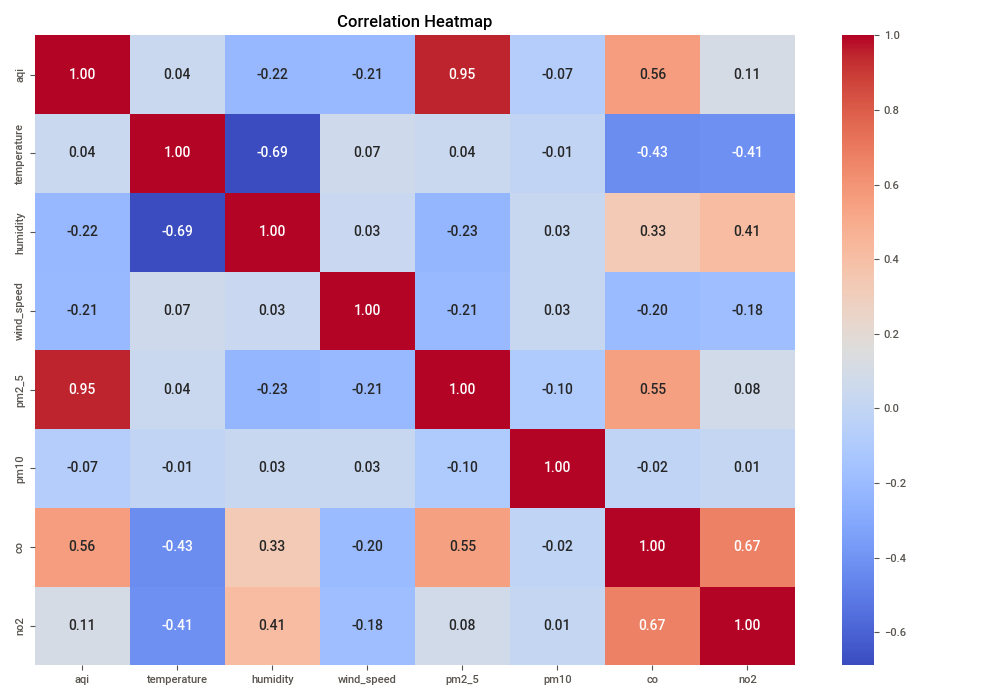 Correlation Heatmap
aqi 1.00 0.04 -0.22 -0.21 0.95 -0.07 0.56 0.11
temperature 0.04 1.00 -0.69 0.07 0.04 -0.01 -0.43 -0.41
humidity -0.22 -0.69 1.00 0.03 -0.23 0.03 0.33 0.41
wind_speed -0.21 0.07 0.03 1.00 -0.21 0.03 -0.20 -0.18
pm2_5 0.95 0.04 -0.23 -0.21 1.00 -0.10 0.55 0.08
pm10 -0.07 -0.01 0.03 0.03 -0.10 1.00 -0.02 0.01
co 0.56 -0.43 0.33 -0.20 0.55 -0.02 1.00 0.67
no2 0.11 -0.41 0.41 -0.18 0.08 0.01 0.67 1.00
aqi temperature humidity wind_speed pm2_5 pm10 co no2
1.0
0.8
0.6
0.4
0.2
0.0
−0.2
−0.4
−0.6